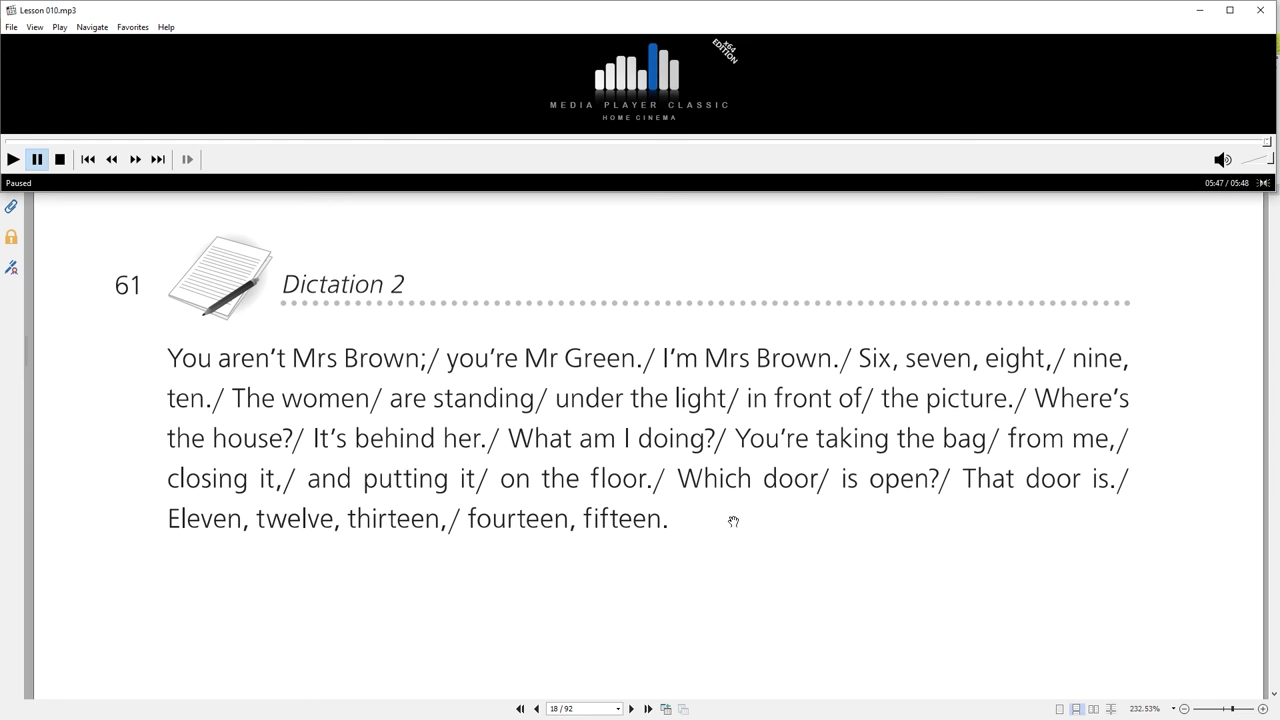 Lesson 010.mp3
File View Play Navigate Favorites Help
x64 EDITION
MEDIA PLAYER CLASSIC
HOME CINEMA
Paused
05:47 / 05:48
61
Dictation 2
You aren't Mrs Brown;/ you're Mr Green./ I'm Mrs Brown./ Six, seven, eight,/ nine,
ten./ The women/ are standing/ under the light/ in front of/ the picture./ Where's
the house?/ It's behind her./ What am I doing?/ You're taking the bag/ from me,/
closing it,/ and putting it/ on the floor./ Which door/ is open?/ That door is./
Eleven, twelve, thirteen,/ fourteen, fifteen.
18 / 92
232.53%